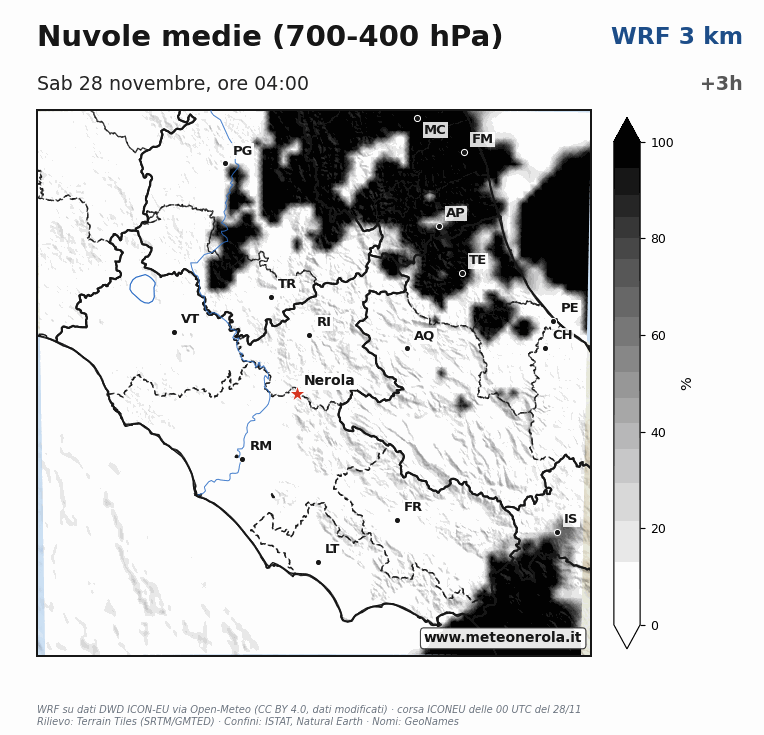 Nuvole medie (700-400 hPa)
WRF 3 km
Sab 28 novembre, ore 04:00
+3h
MC
FM
PG
AP
TE
TR
PE
VT
RI
AQ
CH
Nerola
RM
FR
IS
LT
www.meteonerola.it
100
80
60
40
20
0
%
WRF su dati DWD ICON-EU via Open-Meteo (CC BY 4.0, dati modificati) · corsa ICONEU delle 00 UTC del 28/11
Rilievo: Terrain Tiles (SRTM/GMTED) · Confini: ISTAT, Natural Earth · Nomi: GeoNames